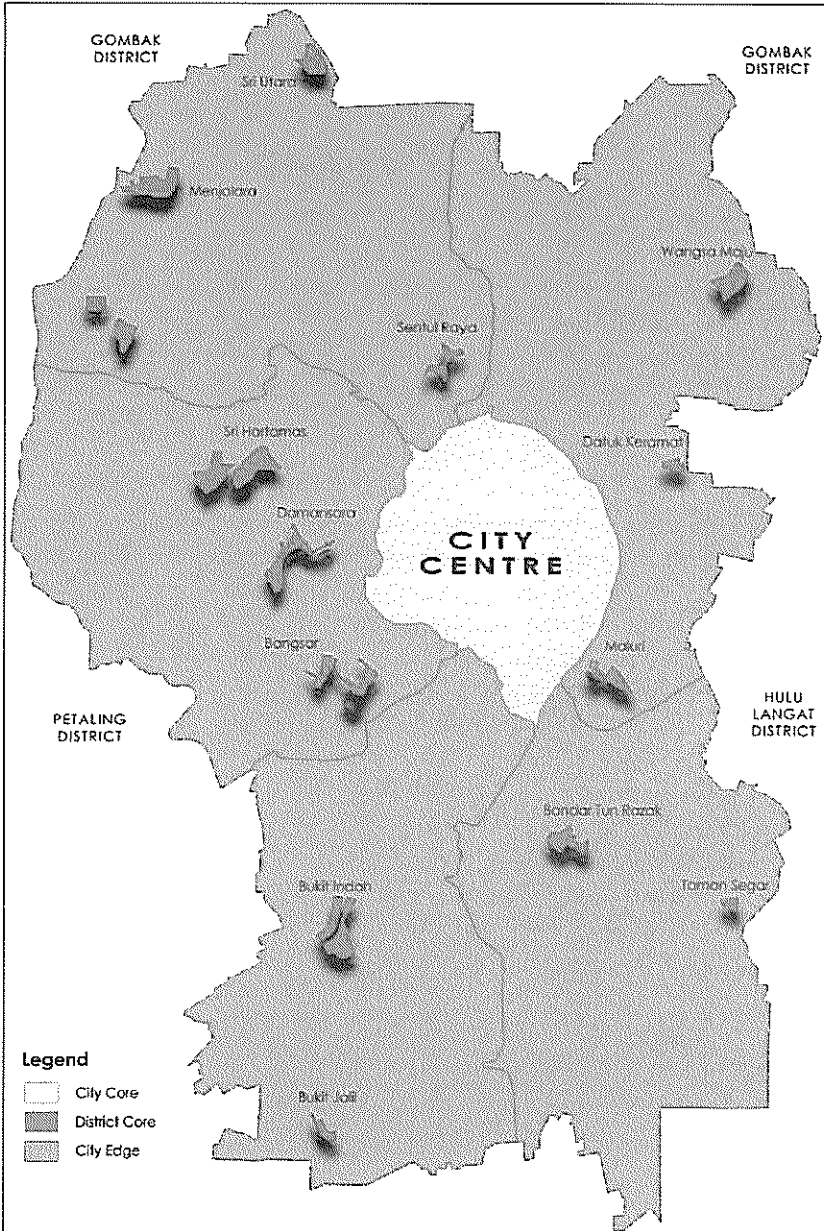 GOMBAK
DISTRICT
GOMBAK
DISTRICT
Sri Utara
Menjalara
Wangsa Maju
Sentul Raya
Sri Hartamas
Datuk Keramat
Damansara
CITY
CENTRE
Bangsar
Maluri
PETALING
DISTRICT
HULU
LANGAT
DISTRICT
Bandar Tun Razak
Bukit Indah
Taman Segar
Legend
City Core
District Core
City Edge
Bukit Jalil